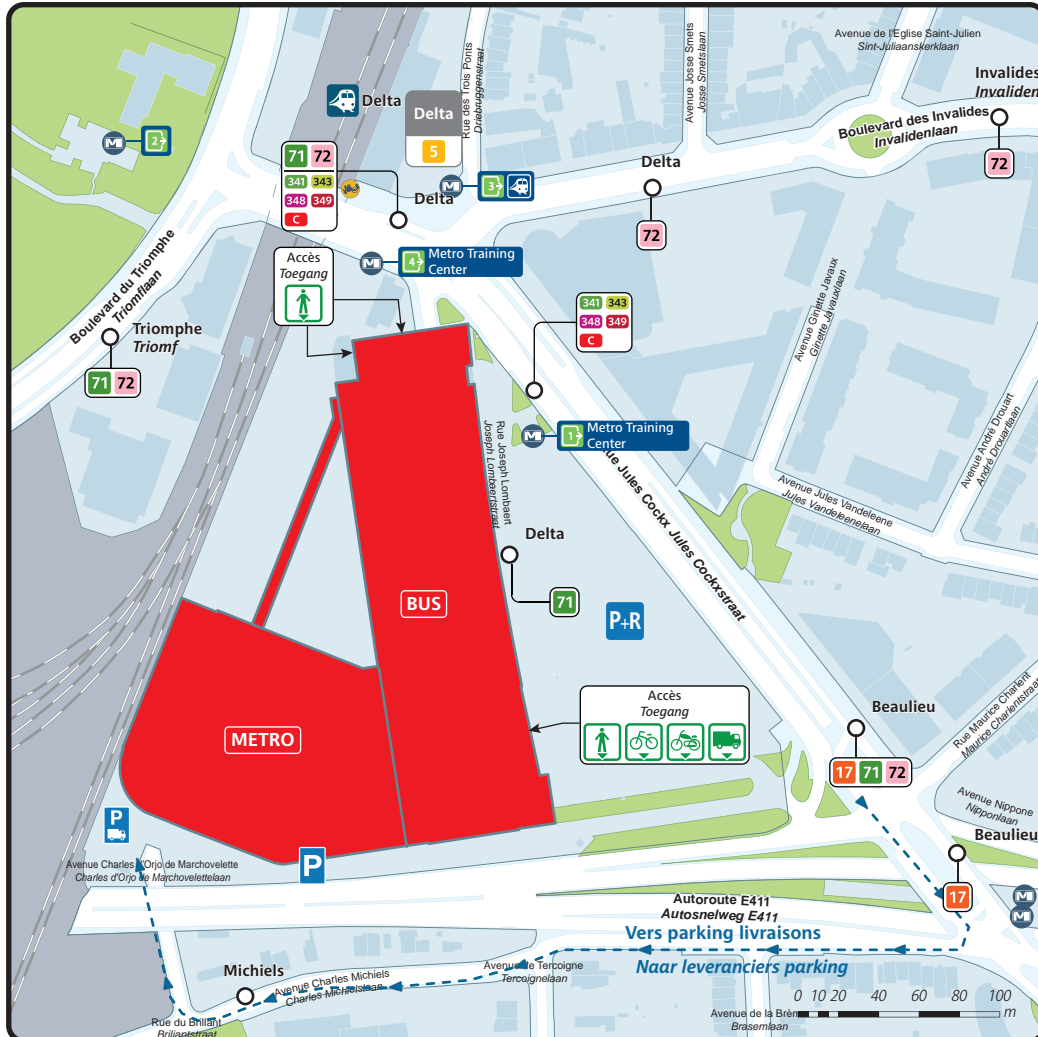 Avenue de l'Eglise Saint-Julien
Sint-Juliaanskerklaan
Invalides
Invaliden
Boulevard des Invalides
Invalidenlaan
72
Avenue Josse Smets
Josse Smetslaan
Rue des Trois Ponts
Driebruggenstraat
Delta
Delta
5
M
2
71 72
341 343
348 349
C
Delta
M
3
Delta
72
M
4
Metro Training
Center
Accès
Toegang
Boulevard du Triomphe
Triomflaan
Triomphe
Triomf
71 72
341 343
348 349
C
M
1
Metro Training
Center
Avenue Ginette Javaux
Ginette Javauxlaan
Avenue André Drouart
André Drouartlaan
Avenue Jules Vandeleene
Jules Vandeleenelaan
Rue Joseph Lombaert
Joseph Lombaertstraat
Jules Cockx Jules Cockxstraat
Delta
71
BUS
P+R
METRO
Accès
Toegang
Beaulieu
17 71 72
Rue Maurice Charlent
Maurice Charlentstraat
Avenue Nippone
Nipponlaan
Beaulieu
17
M
M
P
P
Avenue Charles d'Orjo de Marchovelette
Charles d'Orjo de Marchovelettelaan
Autoroute E411
Autosnelweg E411
Vers parking livraisons
Naar leveranciers parking
Avenue de Tercoigne
Tercoignelaan
Michiels
Avenue Charles Michiels
Charles Michielslaan
Rue du Brillant
Briljantstraat
Avenue de la Brème
Brasemlaan
0 10 20 40 60 80 100
m